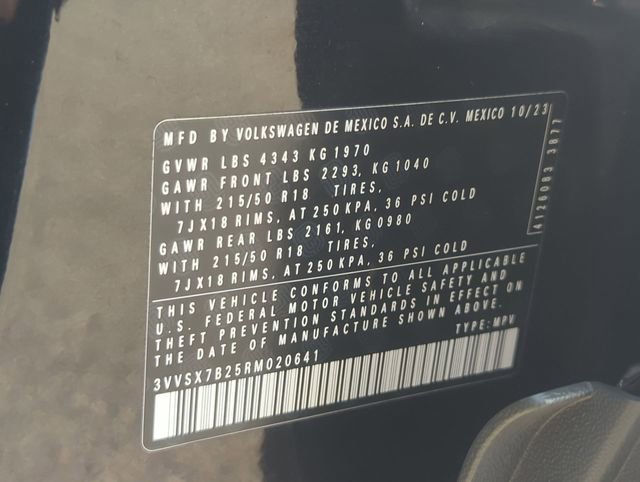 MFD BY VOLKSWAGEN DE MEXICO S.A. DE C.V. MEXICO 10/23
GVWR LBS 4343 KG 1970
GAWR FRONT LBS 2293, KG 1040
WITH 215/50 R18 TIRES,
7JX18 RIMS, AT 250 KPA, 36 PSI COLD
GAWR REAR LBS 2161, KG 0980
WITH 215/50 R18 TIRES,
7JX18 RIMS, AT 250 KPA, 36 PSI COLD
THIS VEHICLE CONFORMS TO ALL APPLICABLE
U.S. FEDERAL MOTOR VEHICLE SAFETY AND
THEFT PREVENTION STANDARDS IN EFFECT ON
THE DATE OF MANUFACTURE SHOWN ABOVE.
TYPE: MPV
3VVSX7B25RM020641
4126083 3877